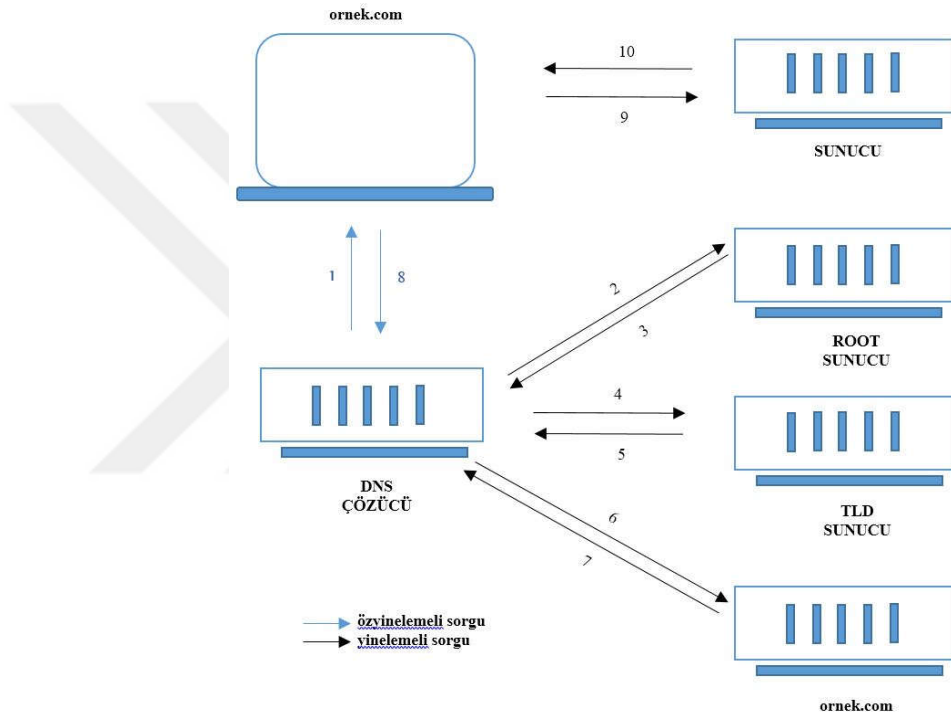 ornek.com
10
9
SUNUCU
1
8
2
3
ROOT
SUNUCU
4
5
DNS
ÇÖZÜCÜ
TLD
SUNUCU
6
7
özyinelemeli sorgu
yinelemeli sorgu
ornek.com